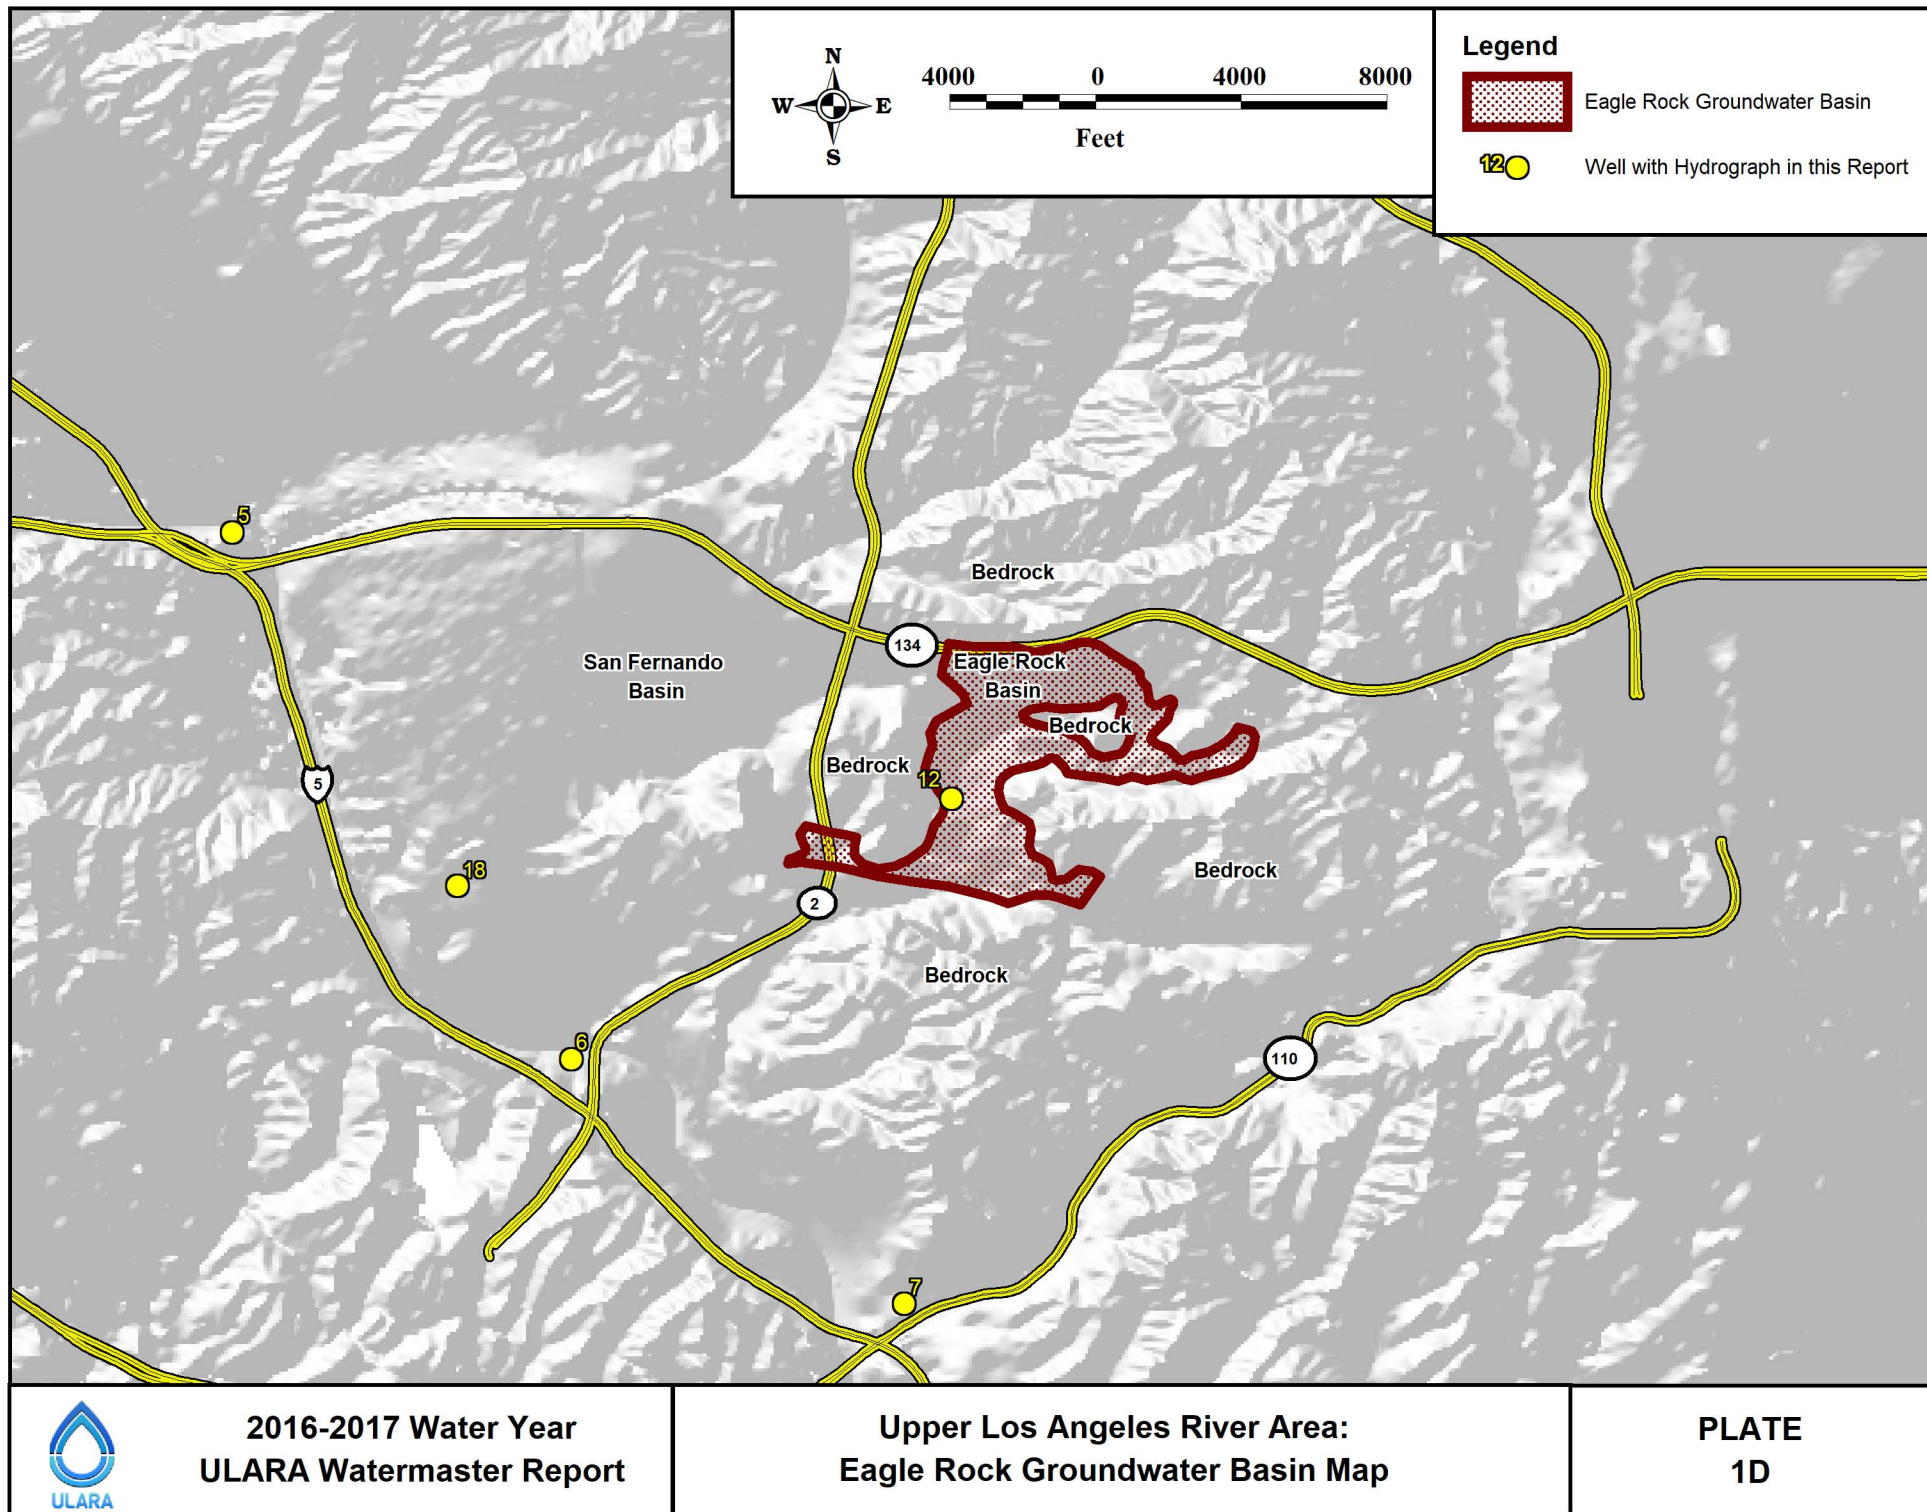 N
W
E
S
4000 0 4000 8000
Feet
Legend
Eagle Rock Groundwater Basin
12
Well with Hydrograph in this Report
5
Bedrock
134
San Fernando
Basin
Eagle Rock
Basin
Bedrock
Bedrock
12
5
18
2
Bedrock
Bedrock
6
110
7
ULARA
2016-2017 Water Year
ULARA Watermaster Report
Upper Los Angeles River Area:
Eagle Rock Groundwater Basin Map
PLATE
1D